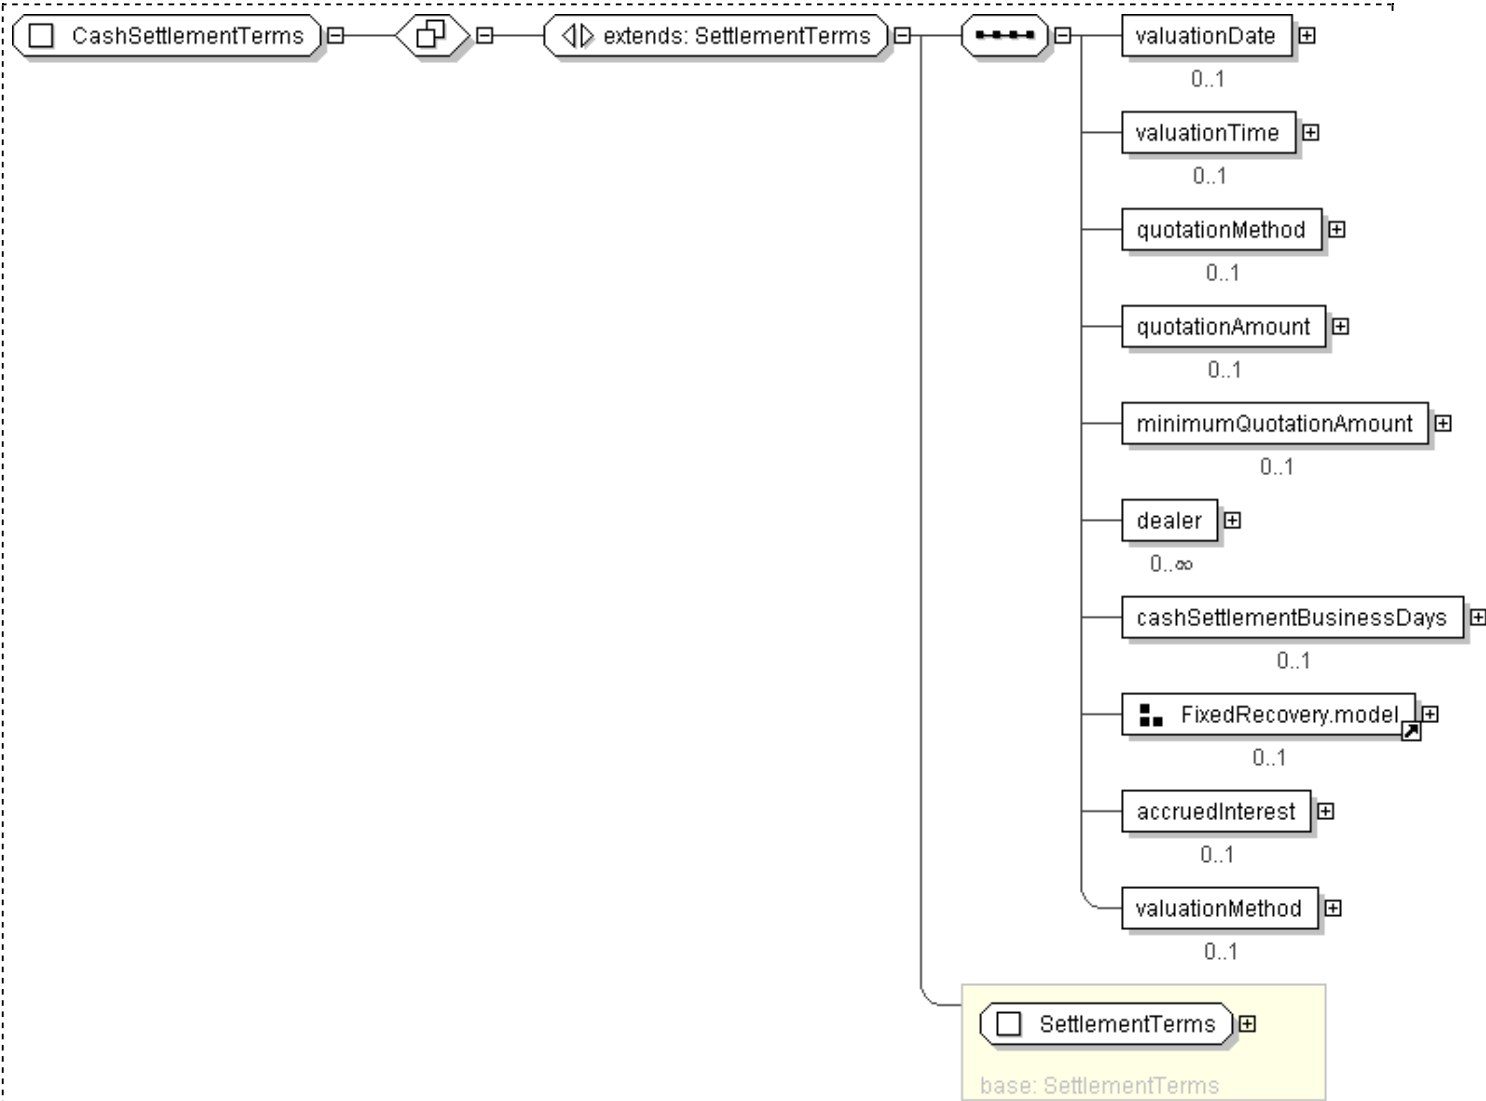 CashSettlementTerms
extends: SettlementTerms
valuationDate
0..1
valuationTime
0..1
quotationMethod
0..1
quotationAmount
0..1
minimumQuotationAmount
0..1
dealer
0..∞
cashSettlementBusinessDays
0..1
FixedRecovery.model
0..1
accruedInterest
0..1
valuationMethod
0..1
SettlementTerms
base: SettlementTerms